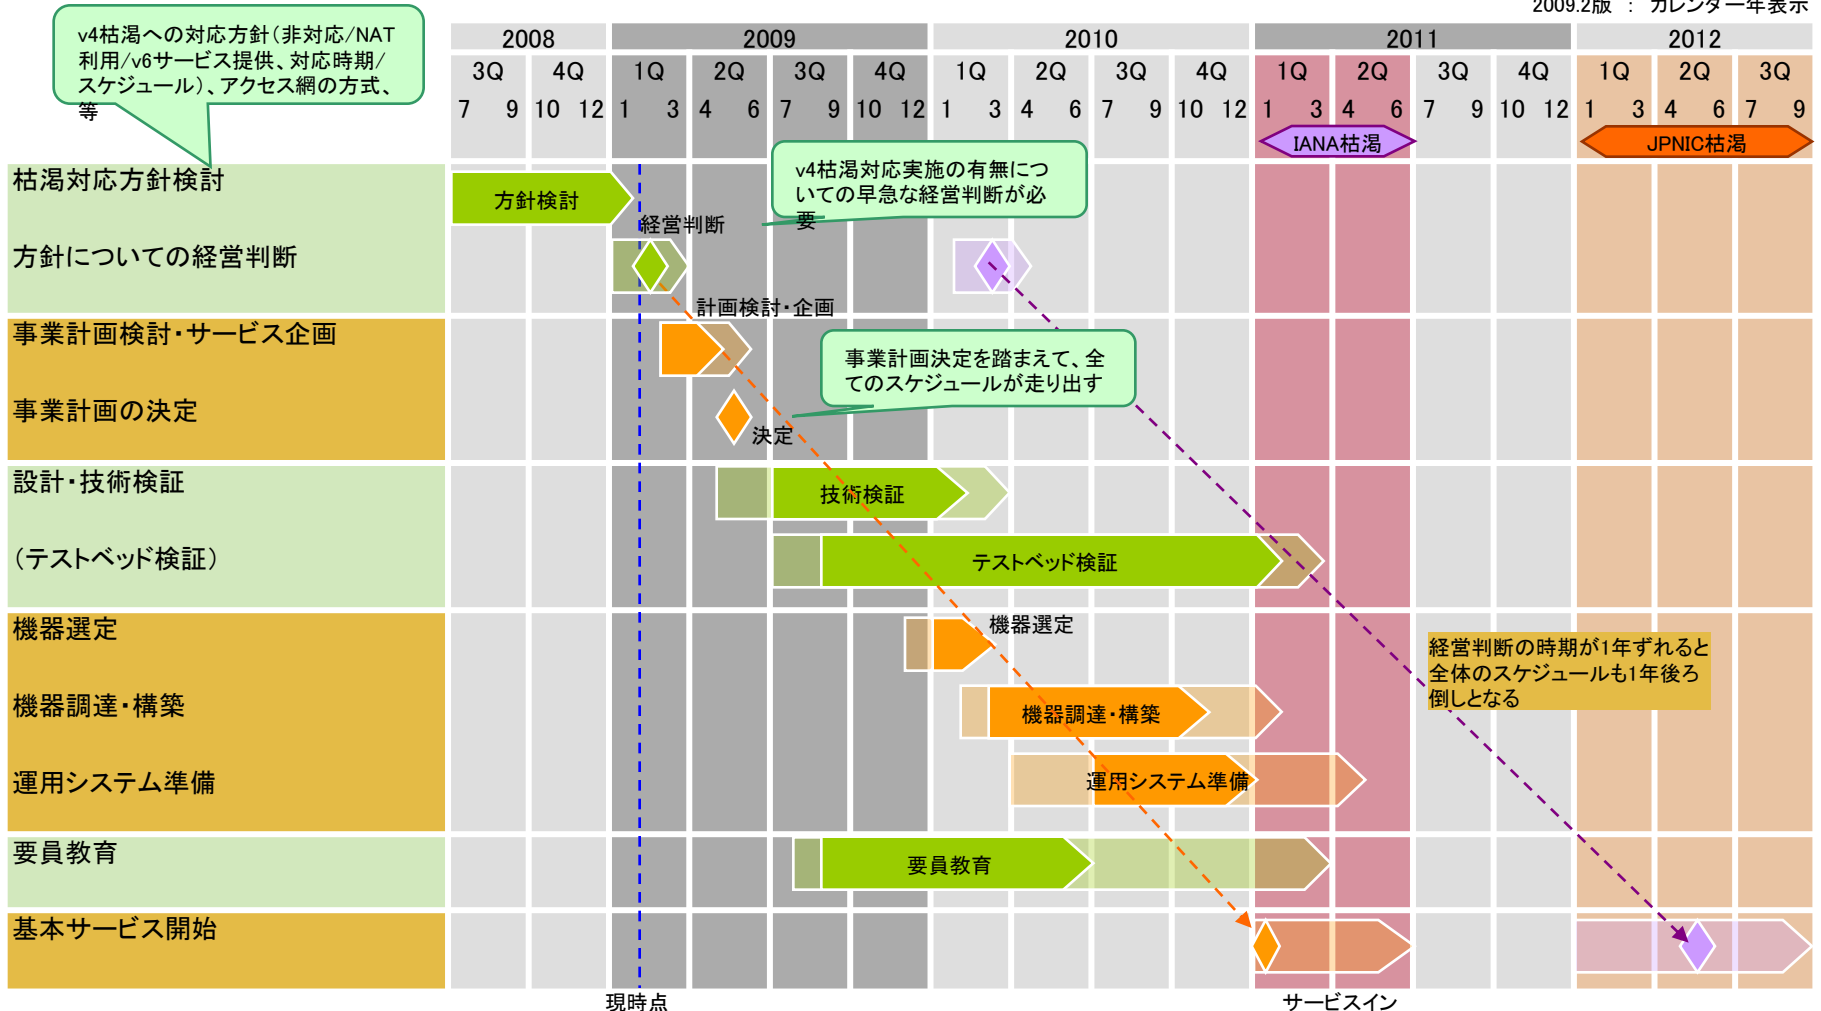 2009.2版 ： カレンダー年表示
v4枯渇への対応方針（非対応/NAT
利用/v6サービス提供、対応時期/
スケジュール）、アクセス網の方式、
等
2008 2009 2010 2011 2012
3Q 4Q 1Q 2Q 3Q 4Q 1Q 2Q 3Q 4Q 1Q 2Q 3Q 4Q 1Q 2Q 3Q
7 9 10 12 1 3 4 6 7 9 10 12 1 3 4 6 7 9 10 12 1 3 4 6 7 9 10 12 1 3 4 6 7 9
IANA枯渇 JPNIC枯渇
枯渇対応方針検討
方針検討
v4枯渇対応実施の有無につ
いての早急な経営判断が必
要
経営判断
方針についての経営判断
計画検討・企画
事業計画検討・サービス企画
事業計画決定を踏まえて、全
てのスケジュールが走り出す
事業計画の決定
決定
設計・技術検証
技術検証
（テストベッド検証）
テストベッド検証
機器選定
機器選定
経営判断の時期が1年ずれると
全体のスケジュールも1年後ろ
倒しとなる
機器調達・構築
機器調達・構築
運用システム準備
運用システム準備
要員教育
要員教育
基本サービス開始
現時点
サービスイン